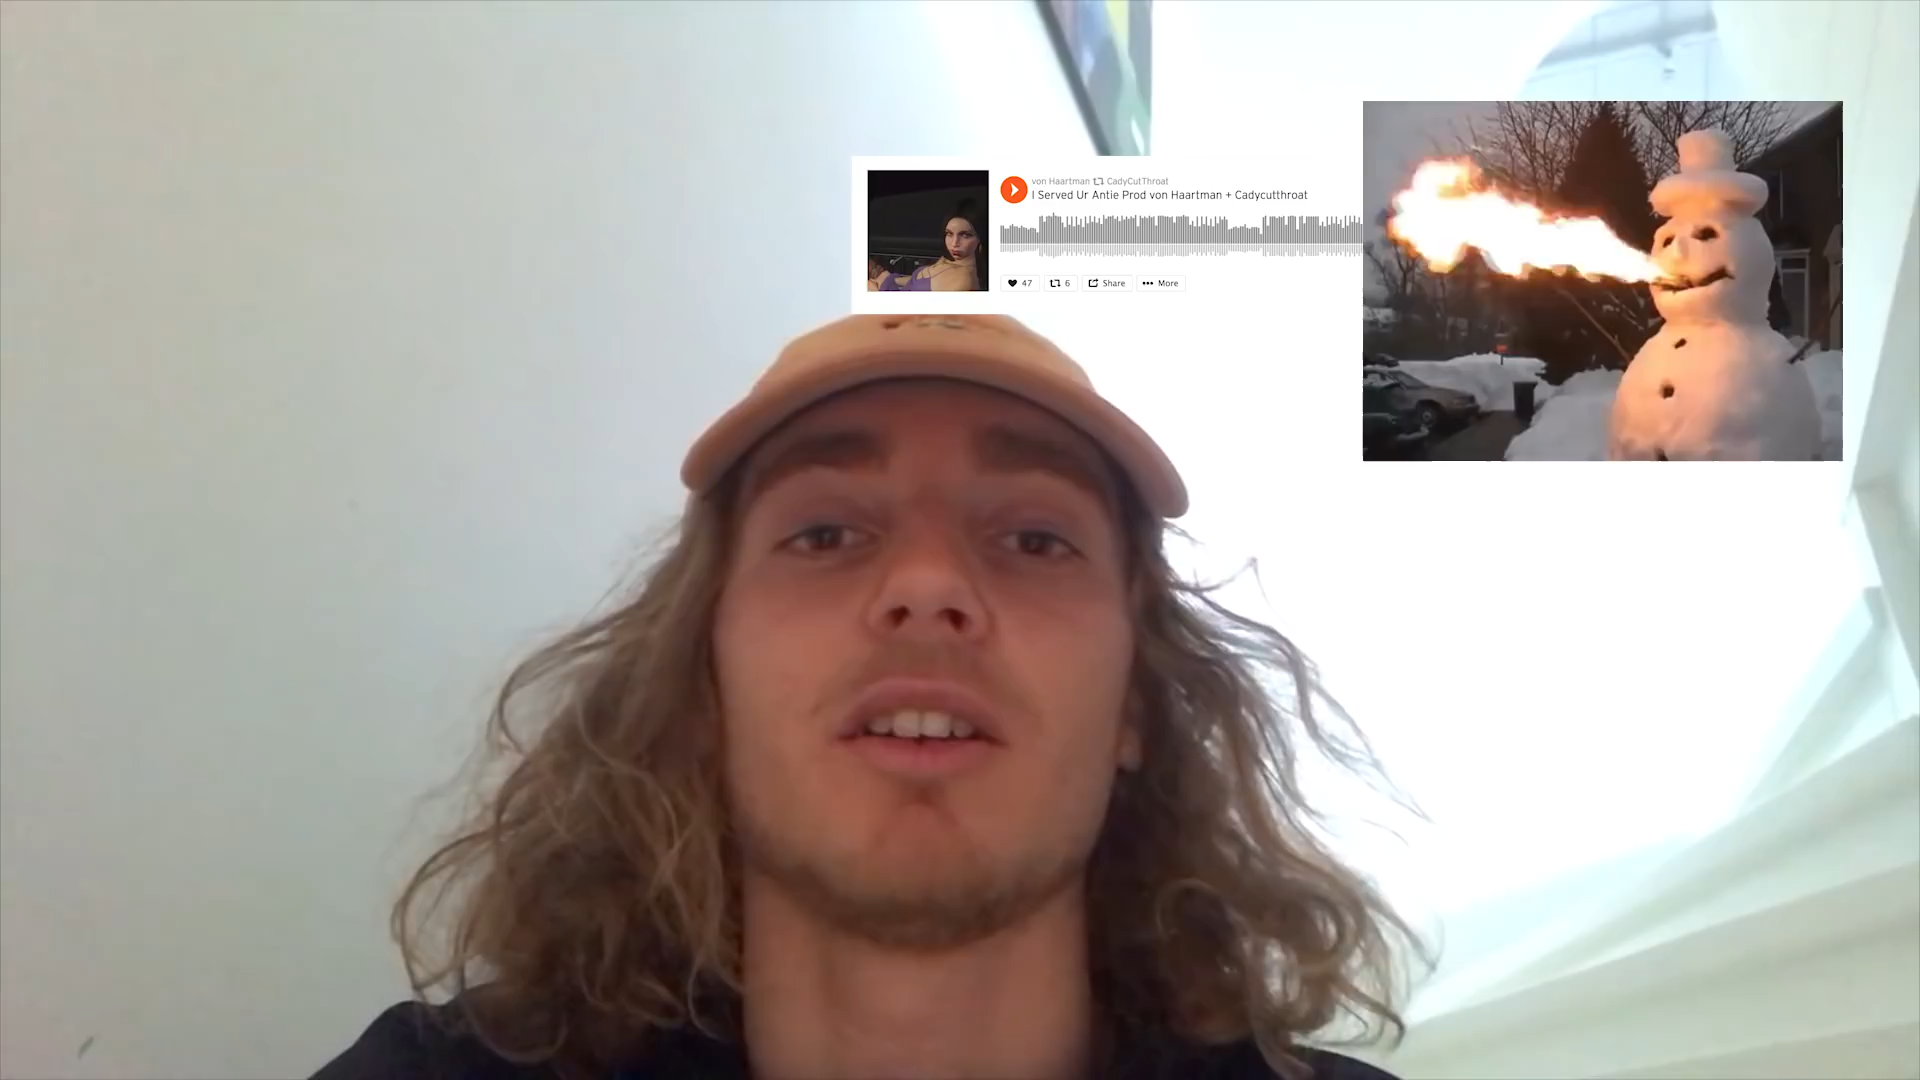 von Haartman CadyCutThroat
I Served Ur Antie Prod von Haartman + Cadycutthroat
47 6 Share ••• More